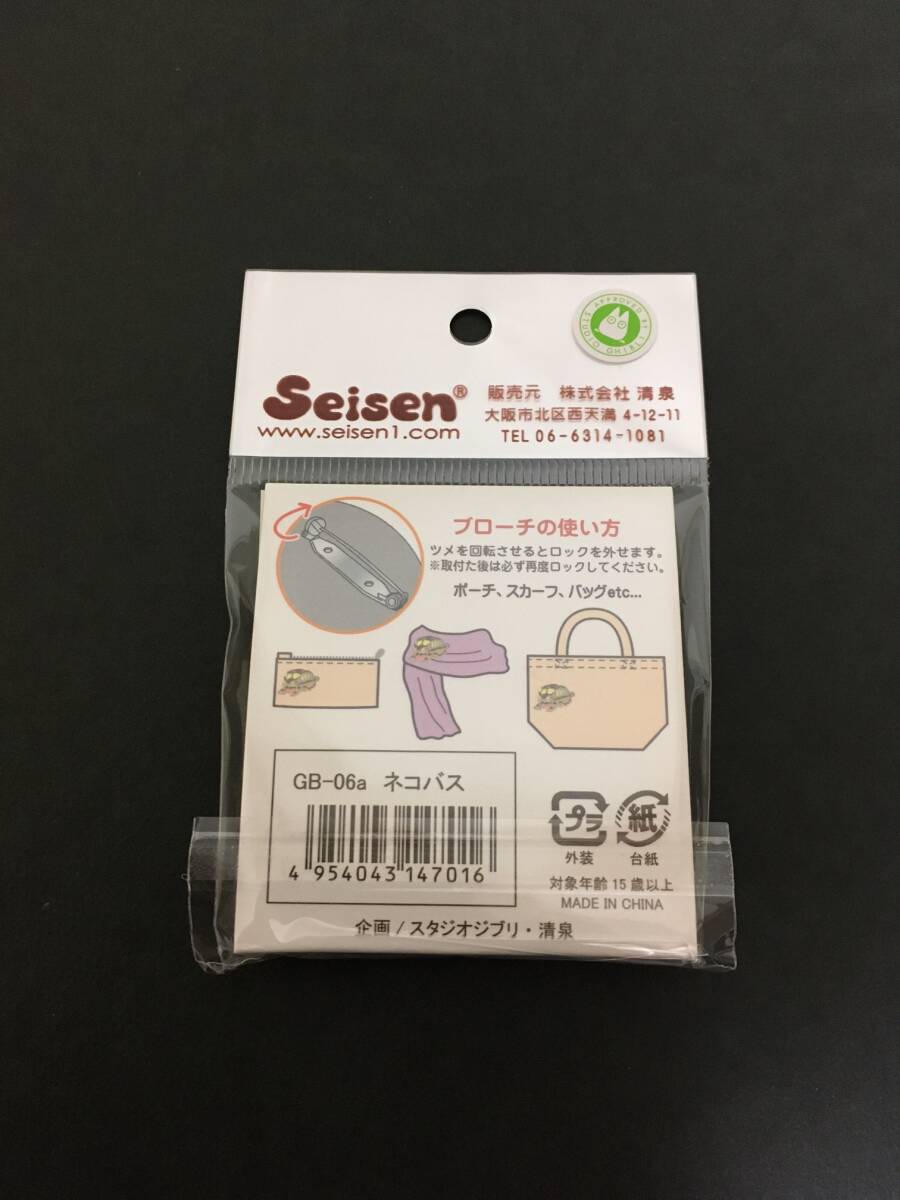 APPROVED BY
STUDIO GHIBLI
Seisen®
www.seisen1.com
販売元 株式会社 清泉
大阪市北区西天満 4-12-11
TEL 06-6314-1081
ブローチの使い方
ツメを回転させるとロックを外せます。
※取付た後は必ず再度ロックしてください。
ポーチ、スカーフ、バッグetc...
GB-06a ネコバス
4 954043 147016
プラ
外装
紙
台紙
対象年齢 15 歳以上
MADE IN CHINA
企画 / スタジオジブリ・清泉